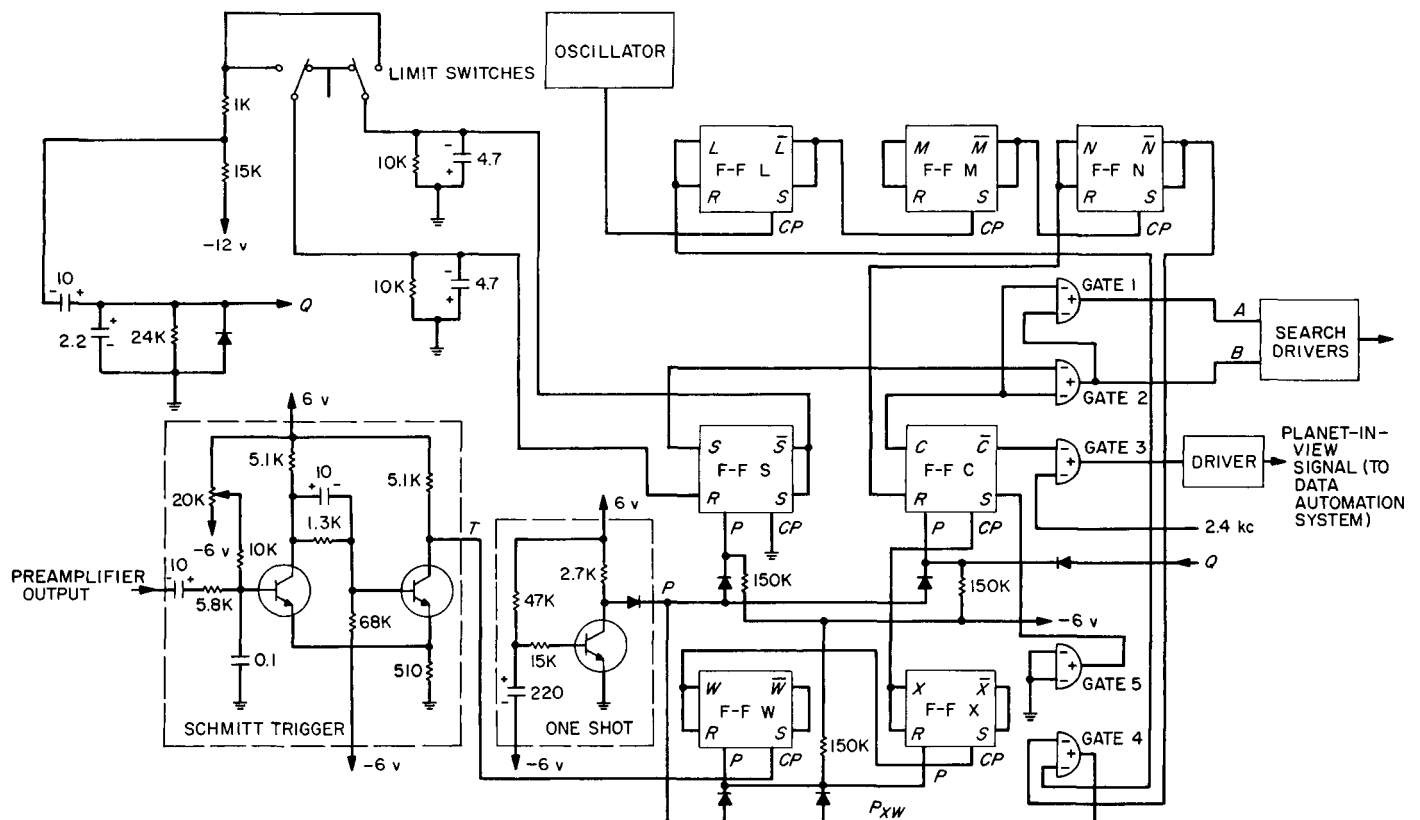 OSCILLATOR
LIMIT SWITCHES
1K
15K
-12 v
10K
- 4.7 +
10K
- 4.7 +
L L̅
F-F L
R S
CP
M M̅
F-F M
R S
CP
N N̅
F-F N
R S
CP
10
- +
2.2 + -
24K
Q
GATE 1
A
SEARCH
DRIVERS
B
GATE 2
S S̅
F-F S
R S
P CP
C C̅
F-F C
R S
P CP
GATE 3
DRIVER
PLANET-IN-
VIEW
SIGNAL (TO
DATA
AUTOMATION
SYSTEM)
2.4 kc
Q
6 v
5.1K
10
+ -
5.1K
20K
1.3K
-6 v
10K
T
PREAMPLIFIER
OUTPUT
10
- +
5.8K
68K
0.1
510
SCHMITT TRIGGER
-6 v
6 v
2.7K
P
47K
15K
+ 220 -
ONE SHOT
-6 v
150K
150K
-6 v
GATE 5
W W̅
F-F W
R S
P CP
150K
X X̅
F-F X
R S
P CP
GATE 4
PXW